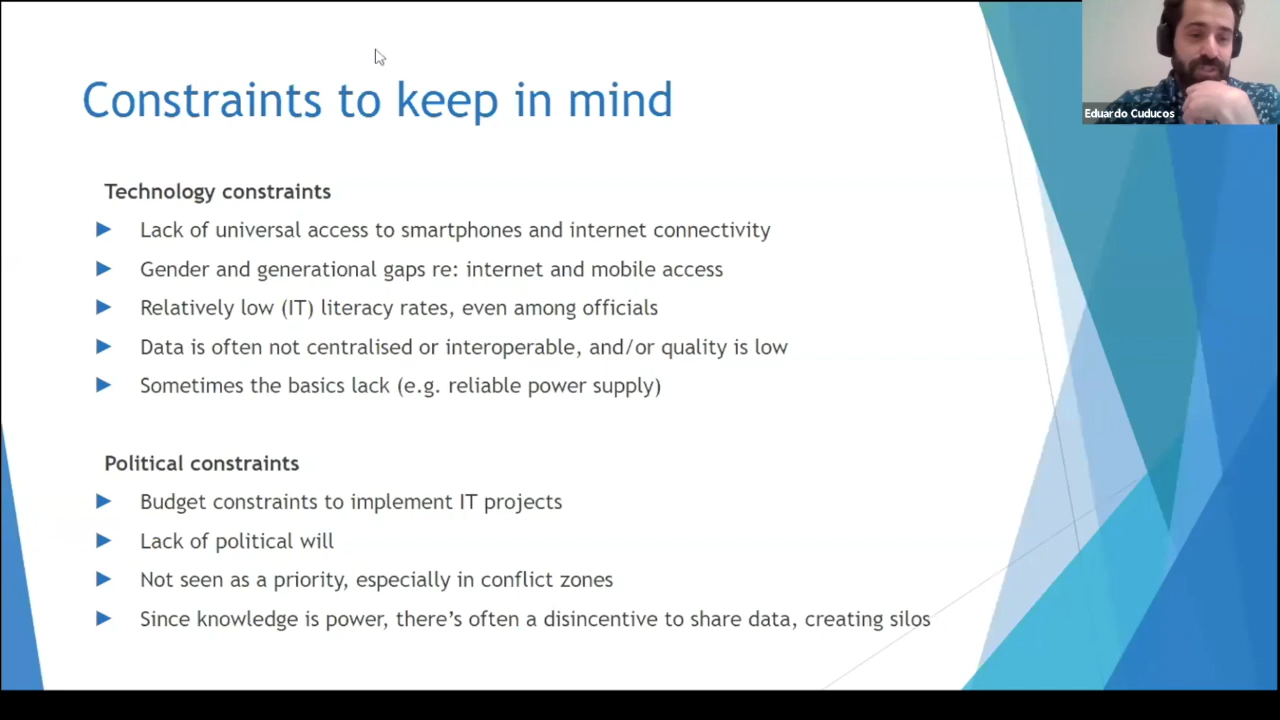 Constraints to keep in mind
Eduardo Cuducos
Technology constraints
Lack of universal access to smartphones and internet connectivity
Gender and generational gaps re: internet and mobile access
Relatively low (IT) literacy rates, even among officials
Data is often not centralised or interoperable, and/or quality is low
Sometimes the basics lack (e.g. reliable power supply)
Political constraints
Budget constraints to implement IT projects
Lack of political will
Not seen as a priority, especially in conflict zones
Since knowledge is power, there’s often a disincentive to share data, creating silos